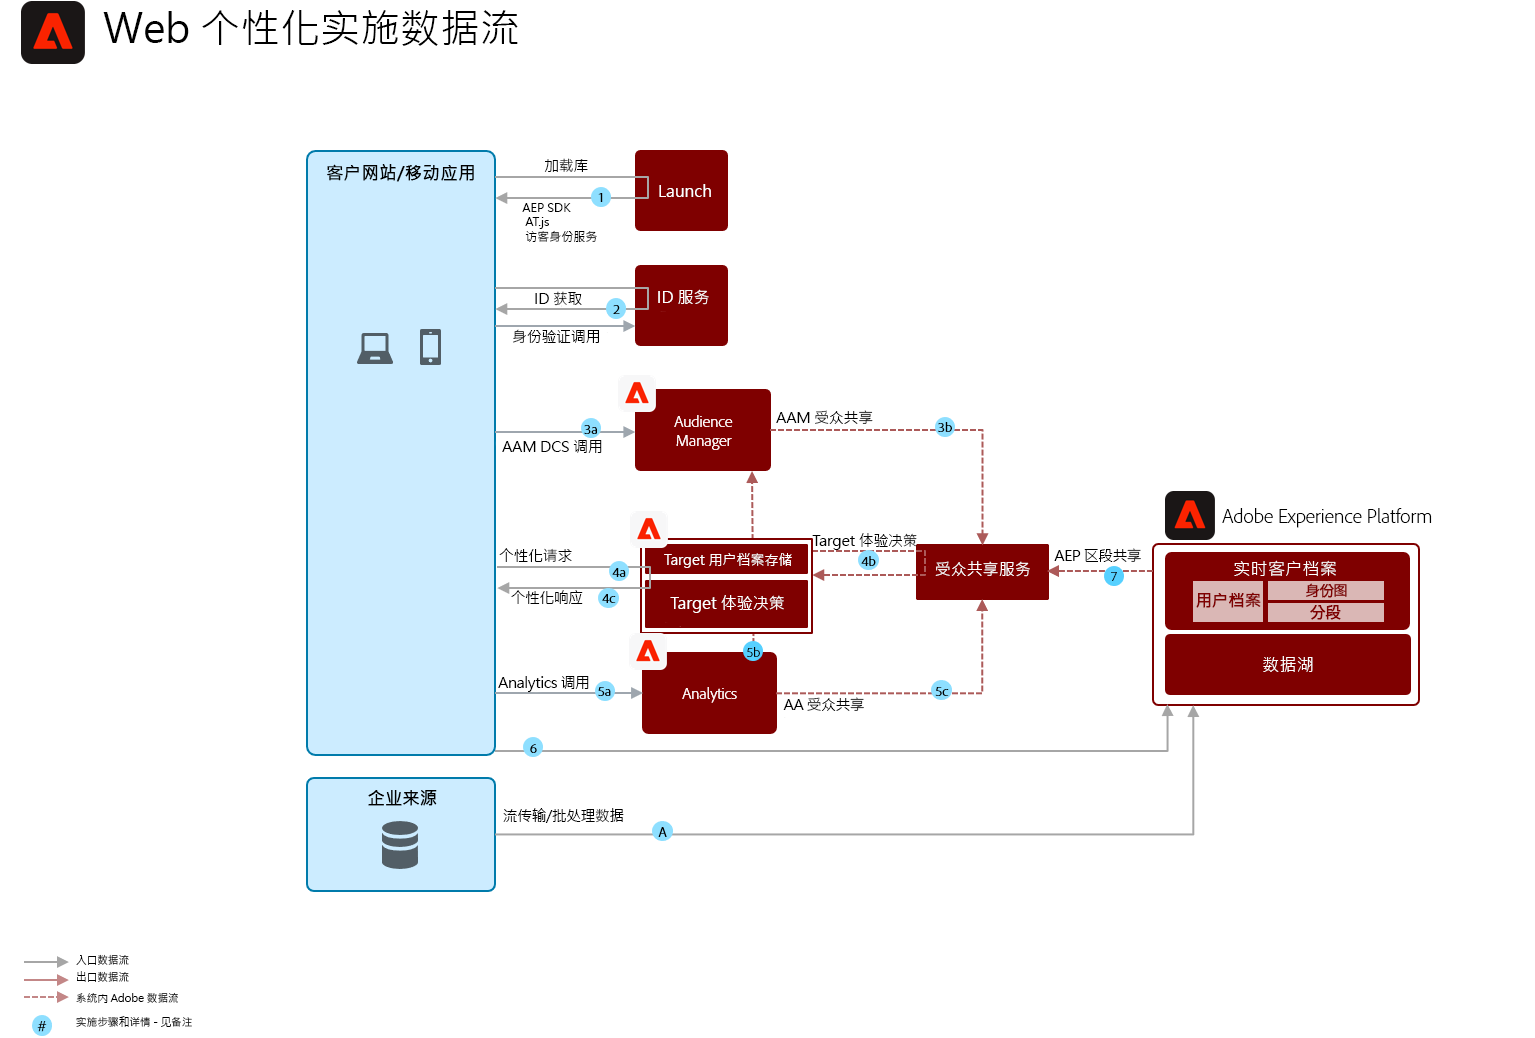 Web 个性化实施数据流
客户网站/移动应用
加载库
1
AEP SDK
AT.js
访客身份服务
Launch
ID 获取
2
身份验证调用
ID 服务
3a
AAM DCS 调用
Audience
Manager
AAM 受众共享
3b
个性化请求
4a
个性化响应
4c
Target 用户档案存储
Target 体验决策
Target 体验决策
4b
受众共享服务
AEP 区段共享
7
Adobe Experience Platform
实时客户档案
用户档案
身份图
分段
数据湖
Analytics 调用
5a
5b
Analytics
AA 受众共享
5c
6
企业来源
流传输/批处理数据
A
入口数据流
出口数据流
系统内 Adobe 数据流
# 实施步骤和详情 - 见备注